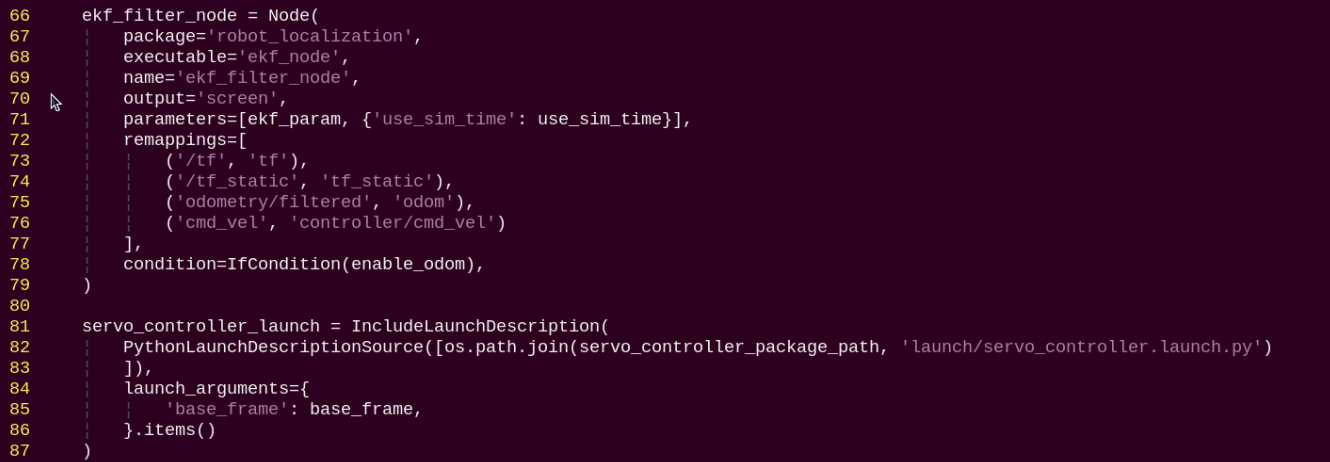 66     ekf_filter_node = Node(
67         package='robot_localization',
68         executable='ekf_node',
69         name='ekf_filter_node',
70         output='screen',
71         parameters=[ekf_param, {'use_sim_time': use_sim_time}],
72         remappings=[
73             ('/tf', 'tf'),
74             ('/tf_static', 'tf_static'),
75             ('odometry/filtered', 'odom'),
76             ('cmd_vel', 'controller/cmd_vel')
77         ],
78         condition=IfCondition(enable_odom),
79     )
80
81     servo_controller_launch = IncludeLaunchDescription(
82         PythonLaunchDescriptionSource([os.path.join(servo_controller_package_path, 'launch/servo_controller.launch.py')
83         ]),
84         launch_arguments={
85             'base_frame': base_frame,
86         }.items()
87     )